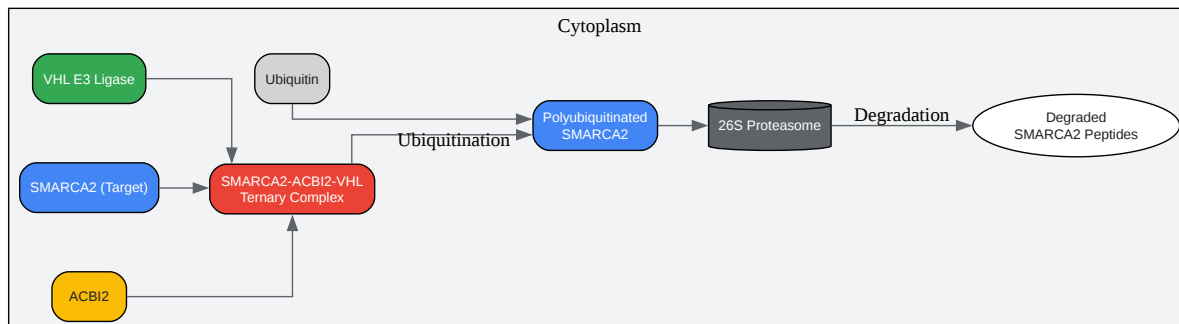 Cytoplasm
VHL E3 Ligase
Ubiquitin
Polyubiquitinated
SMARCA2
26S Proteasome
Degradation
Degraded
SMARCA2 Peptides
Ubiquitination
SMARCA2 (Target)
SMARCA2-ACBI2-VHL
Ternary Complex
ACBI2